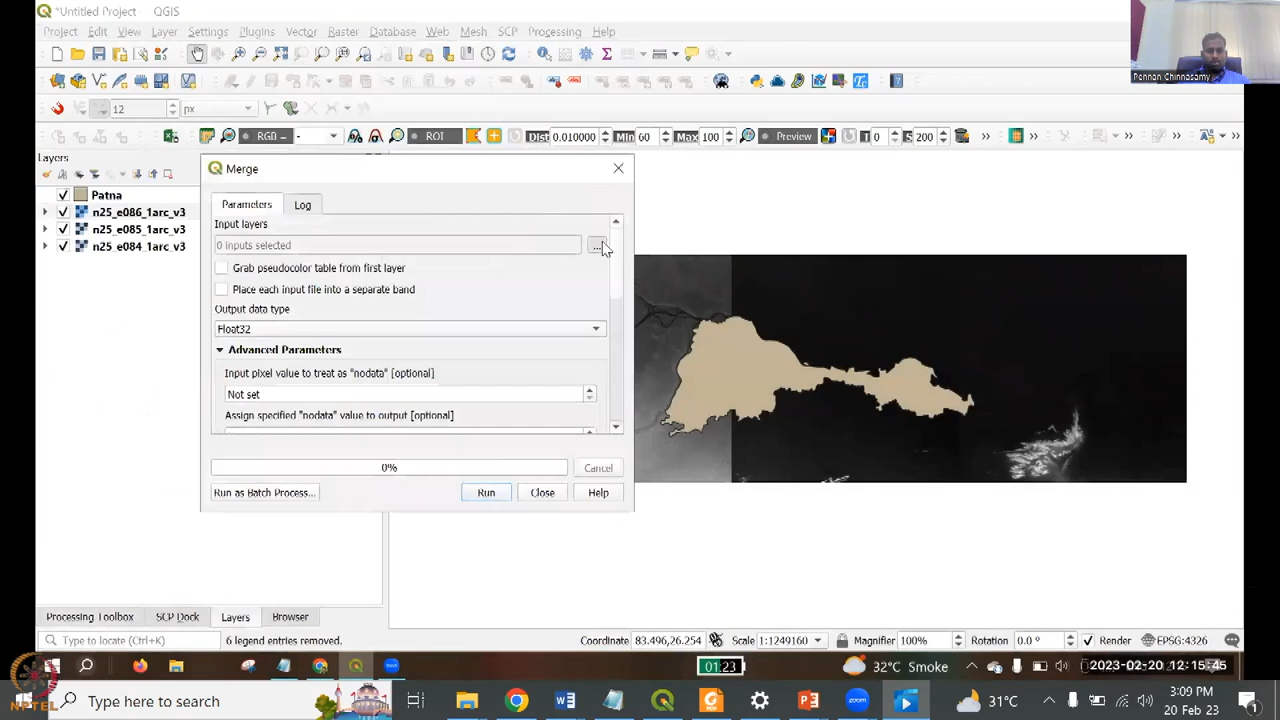 *Untitled Project - QGIS
Project Edit View Layer Settings Plugins Vector Raster Database Web Mesh SCP Processing Help
Pennan Chinnasamy
12 px
RGB = - ROI Dist 0.010000 Min 60 Max 100 Preview T 0 S 200
Layers
Patna
n25_e086_1arc_v3
n25_e085_1arc_v3
n25_e084_1arc_v3
Merge
Parameters Log
Input layers
0 inputs selected
...
Grab pseudocolor table from first layer
Place each input file into a separate band
Output data type
Float32
Advanced Parameters
Input pixel value to treat as "nodata" [optional]
Not set
Assign specified "nodata" value to output [optional]
0% Cancel
Run as Batch Process... Run Close Help
Processing Toolbox SCP Dock Layers Browser
Type to locate (Ctrl+K) 6 legend entries removed. Coordinate 83.496,26.254 Scale 1:1249160 Magnifier 100% Rotation 0.0 ° Render EPSG:4326
01:23 32°C Smoke 2023-02-20 12:15:45
NPTEL
Type here to search 31°C 3:09 PM
20 Feb 23
1